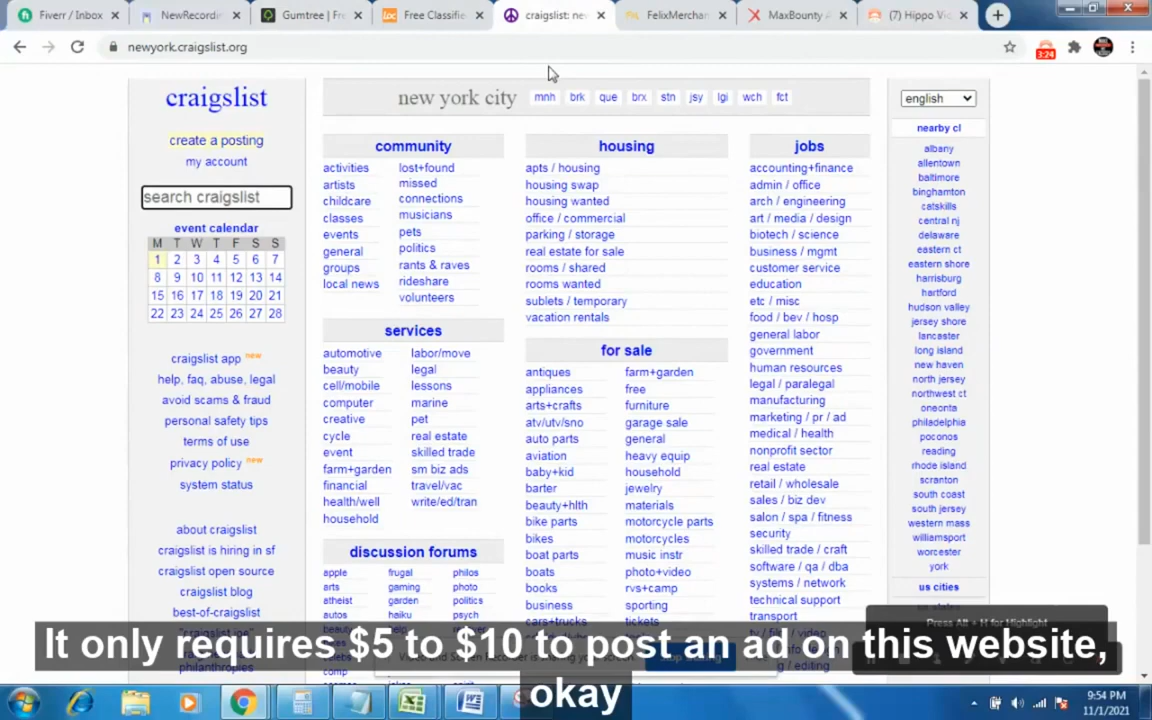 Fiverr / Inbox
NewRecording
Gumtree | Fre
Free Classifie
craigslist: ne
FelixMerchan
MaxBounty A
(7) Hippo Vic
newyork.craigslist.org
3:24
craigslist
create a posting
my account
search craigslist
event calendar
M T W T F S S
1 2 3 4 5 6 7
8 9 10 11 12 13 14
15 16 17 18 19 20 21
22 23 24 25 26 27 28
craigslist app new
help, faq, abuse, legal
avoid scams & fraud
personal safety tips
terms of use
privacy policy new
system status
about craigslist
craigslist is hiring in sf
craigslist open source
craigslist blog
best-of-craigslist
philanthropies
new york city mnh brk que brx stn jsy lgi wch fct
community
activities
artists
childcare
classes
events
general
groups
local news
lost+found
missed
connections
musicians
pets
politics
rants & raves
rideshare
volunteers
services
automotive
beauty
cell/mobile
computer
creative
cycle
event
farm+garden
financial
health/well
household
labor/move
legal
lessons
marine
pet
real estate
skilled trade
sm biz ads
travel/vac
write/ed/tran
discussion forums
apple
arts
atheist
autos
frugal
gaming
garden
haiku
philos
photo
politics
psych
housing
apts / housing
housing swap
housing wanted
office / commercial
parking / storage
real estate for sale
rooms / shared
rooms wanted
sublets / temporary
vacation rentals
for sale
antiques
appliances
arts+crafts
atv/utv/sno
auto parts
aviation
baby+kid
barter
beauty+hlth
bike parts
bikes
boat parts
boats
books
business
cars+trucks
farm+garden
free
furniture
garage sale
general
heavy equip
household
jewelry
materials
motorcycle parts
motorcycles
music instr
photo+video
rvs+camp
sporting
tickets
jobs
accounting+finance
admin / office
arch / engineering
art / media / design
biotech / science
business / mgmt
customer service
education
etc / misc
food / bev / hosp
general labor
government
human resources
legal / paralegal
manufacturing
marketing / pr / ad
medical / health
nonprofit sector
real estate
retail / wholesale
sales / biz dev
salon / spa / fitness
security
skilled trade / craft
software / qa / dba
systems / network
technical support
transport
english
nearby cl
albany
allentown
baltimore
binghamton
catskills
central nj
delaware
eastern ct
eastern shore
harrisburg
hartford
hudson valley
jersey shore
lancaster
long island
new haven
north jersey
northwest ct
oneonta
philadelphia
poconos
reading
rhode island
scranton
south coast
south jersey
western mass
williamsport
worcester
york
us cities
Press Alt + H for Highlight
It only requires $5 to $10 to post an ad on this website,
okay
9:54 PM
11/1/2021